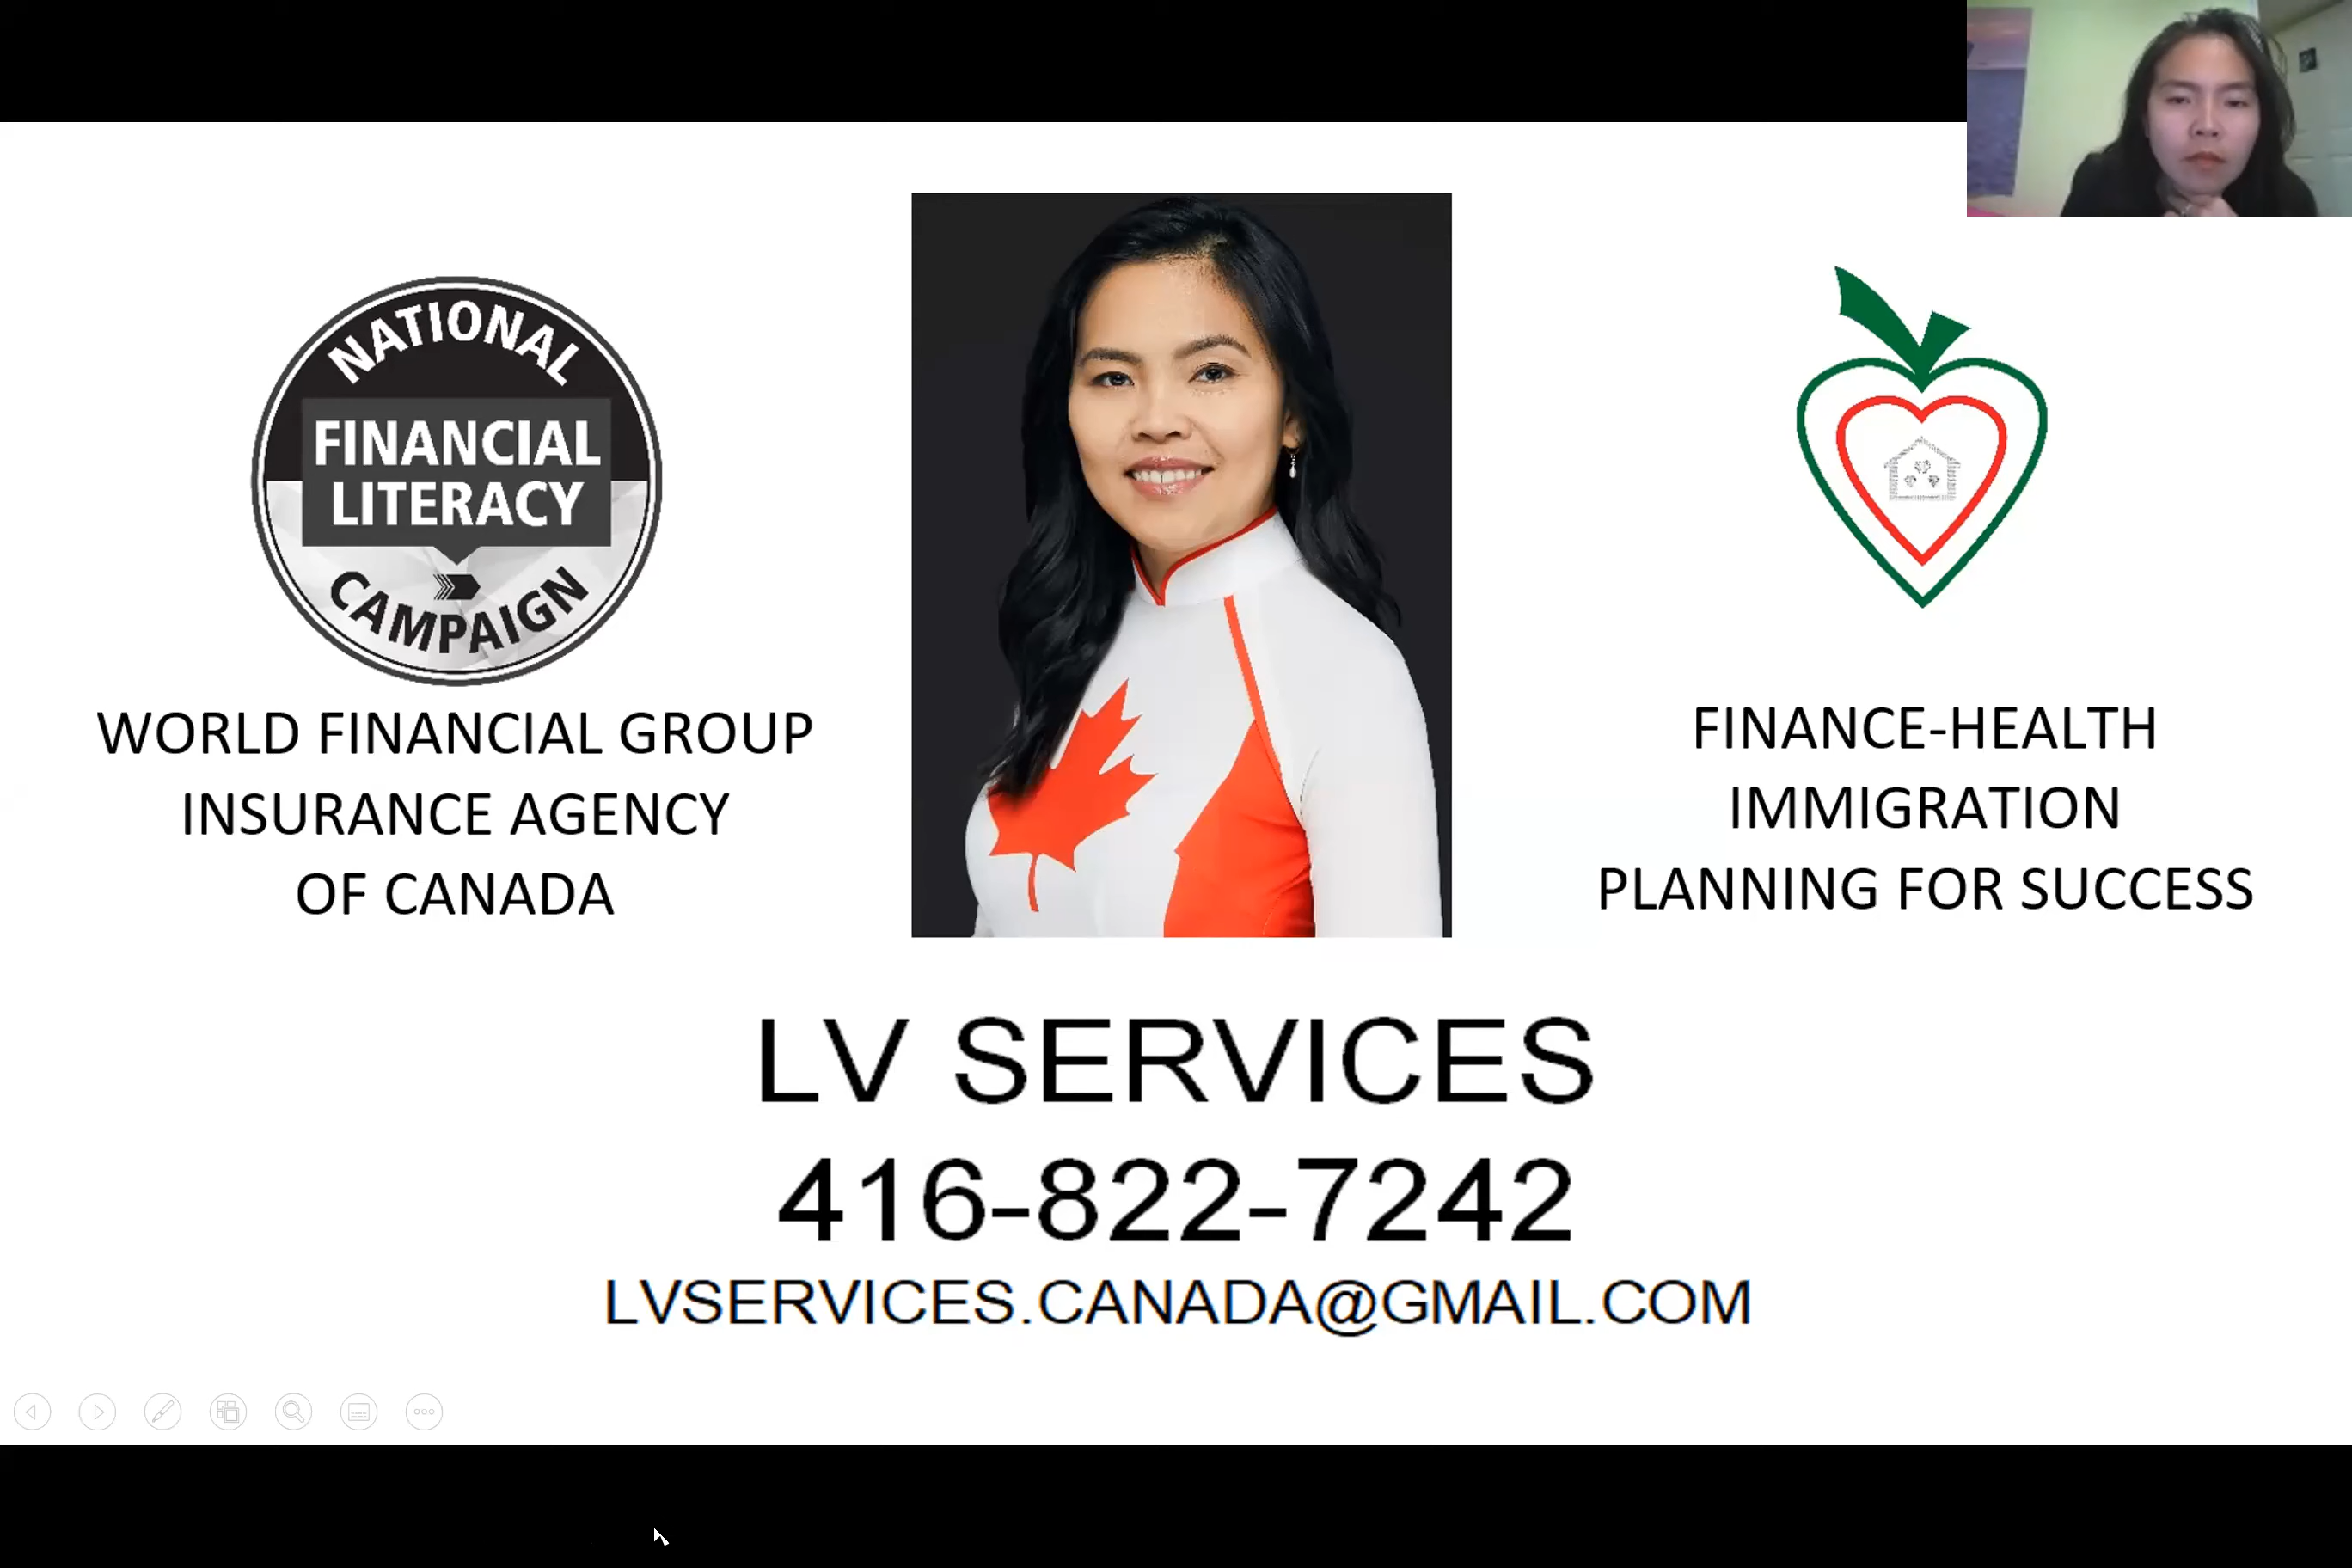 NATIONAL
FINANCIAL
LITERACY
CAMPAIGN
WORLD FINANCIAL GROUP
INSURANCE AGENCY
OF CANADA
FINANCE-HEALTH
IMMIGRATION
PLANNING FOR SUCCESS
LV SERVICES
416-822-7242
LVSERVICES.CANADA@GMAIL.COM